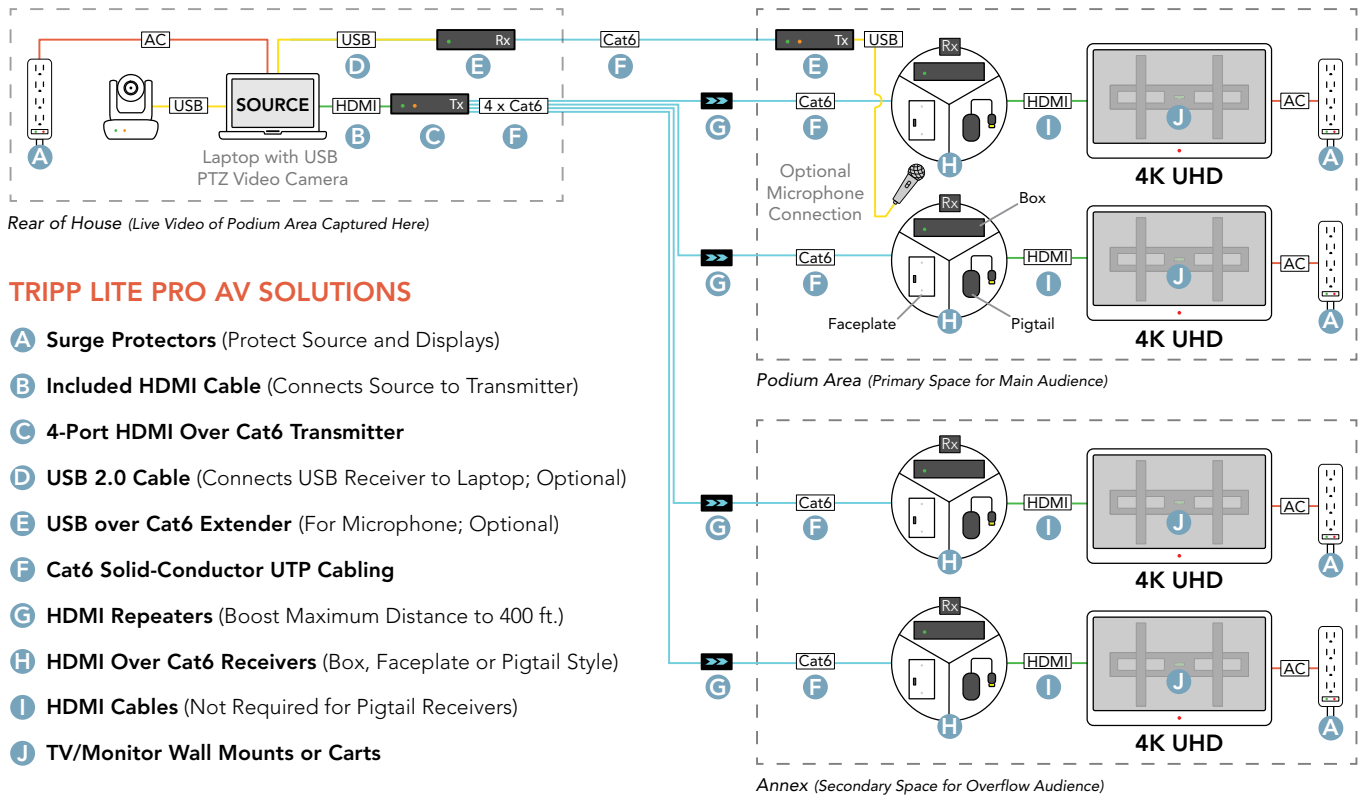 AC
USB
D
Rx
E
Cat6
F
Tx
USB
E
A
USB
SOURCE
HDMI
B
Tx
C
4 x Cat6
F
Laptop with USB
PTZ Video Camera
Rear of House (Live Video of Podium Area Captured Here)
G
Cat6
F
Rx
H
HDMI
I
J
4K UHD
AC
A
Optional
Microphone
Connection
G
Cat6
F
Rx
Box
Faceplate
Pigtail
H
HDMI
I
J
4K UHD
AC
A
Podium Area (Primary Space for Main Audience)
TRIPP LITE PRO AV SOLUTIONS
A Surge Protectors (Protect Source and Displays)
B Included HDMI Cable (Connects Source to Transmitter)
C 4-Port HDMI Over Cat6 Transmitter
D USB 2.0 Cable (Connects USB Receiver to Laptop; Optional)
E USB over Cat6 Extender (For Microphone; Optional)
F Cat6 Solid-Conductor UTP Cabling
G HDMI Repeaters (Boost Maximum Distance to 400 ft.)
H HDMI Over Cat6 Receivers (Box, Faceplate or Pigtail Style)
I HDMI Cables (Not Required for Pigtail Receivers)
J TV/Monitor Wall Mounts or Carts
G
Cat6
F
Rx
H
HDMI
I
J
4K UHD
AC
A
G
Cat6
F
Rx
H
HDMI
I
J
4K UHD
AC
A
Annex (Secondary Space for Overflow Audience)